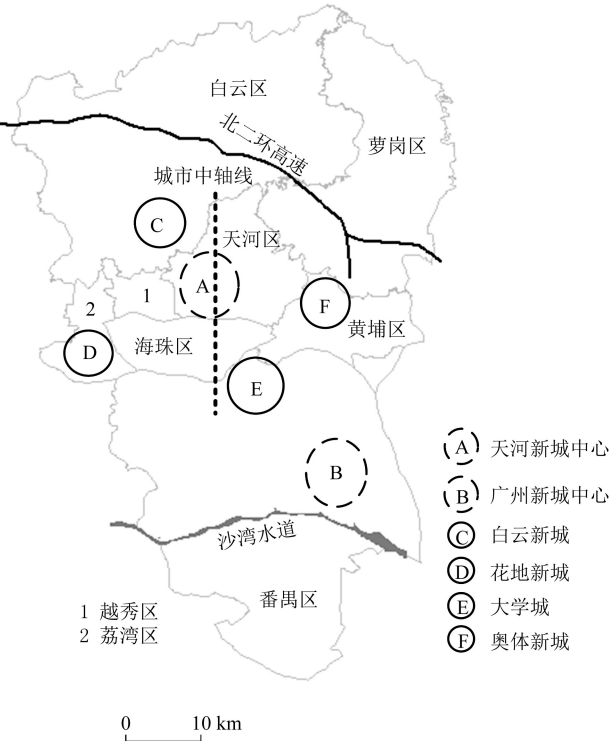 白云区
北二环高速
萝岗区
城市中轴线
C
天河区
A
1
2
F
黄埔区
海珠区
D
E
B
沙湾水道
番禺区
A 天河新城中心
B 广州新城中心
C 白云新城
D 花地新城
E 大学城
F 奥体新城
1 越秀区
2 荔湾区
0 10 km